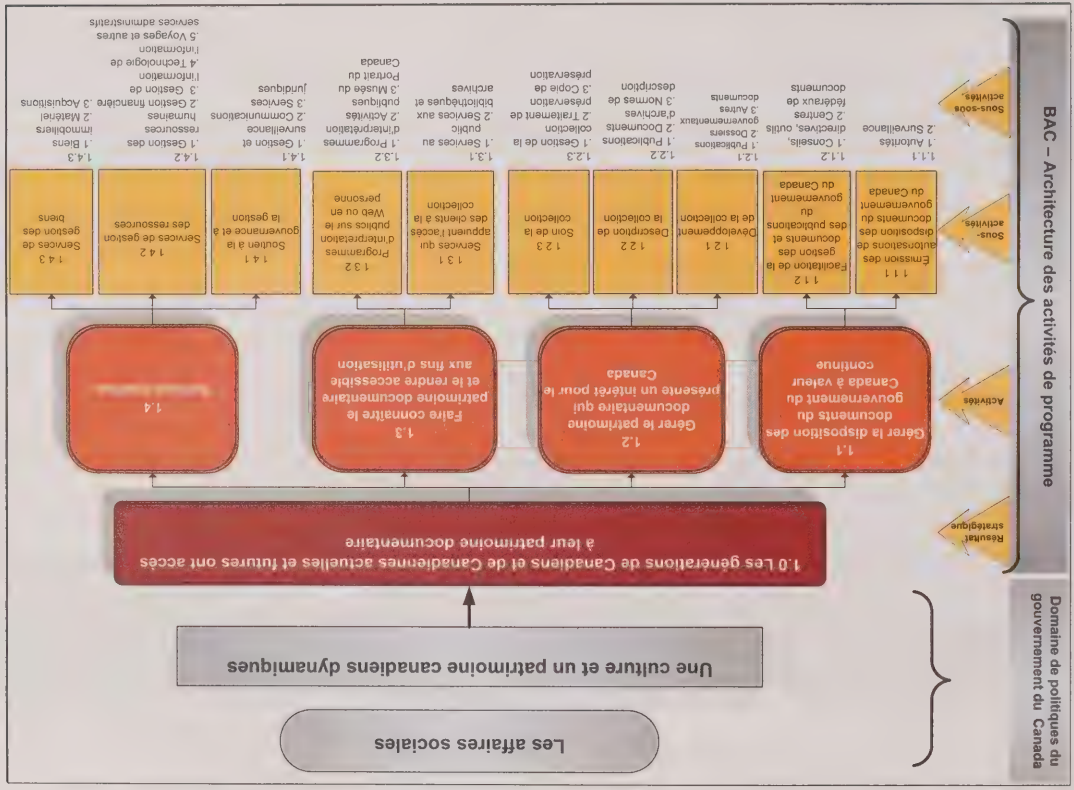 Domaine de politiques du
gouvernement du Canada
Les affaires sociales
Une culture et un patrimoine canadiens dynamiques
BAC – Architecture des activités de programme
Résultat
stratégique
1.0 Les générations de Canadiens et de Canadiennes actuelles et futures ont accès
à leur patrimoine documentaire
Activités
1.1
Gérer la disposition des
documents du
gouvernement du
Canada à valeur
continue
1.2
Gérer le patrimoine
documentaire qui
présente un intérêt pour le
Canada
1.3
Faire connaître le
patrimoine documentaire
et le rendre accessible
aux fins d'utilisation
1.4
Sous-
activités
1.1.1
Émission des
autorisations de
disposition des
documents du
gouvernement
du Canada
1.1.2
Facilitation de la
gestion des
documents et
des publications
du
gouvernement
du Canada
1.2.1
Développement
de la collection
1.2.2
Description de
la collection
1.2.3
Soin de la
collection
1.3.1
Services qui
appuient l'accès
des clients à la
collection
1.3.2
Programmes
d'interprétation
publics sur le
Web ou en
personne
1.4.1
Soutien à la
gouvernance et à
la gestion
1.4.2
Services de gestion
des ressources
1.4.3
Services de
gestion des
biens
Sous-sous
activités.
1.1.1
1. Autorités
2. Surveillance
1.1.2
1. Conseils,
directives, outils
2. Centres
fédéraux de
documents
1.2.1
1. Publications
2. Dossiers
gouvernementaux
3. Autres
documents
1.2.2
1. Publications
2. Documents
d'archives
3. Normes de
description
1.2.3
1. Gestion de la
collection
2. Traitement de
préservation
3. Copie de
préservation
1.3.1
1. Services au
public
2. Services aux
bibliothèques et
archives
1.3.2
1. Programmes
d'interprétation
2. Activités
publiques
3. Musée du
Portrait du
Canada
1.4.1
1. Gestion et
surveillance
2. Communications
3. Services
juridiques
1.4.2
1. Gestion des
ressources
humaines
2. Gestion financière
3. Gestion de
l'information
4. Technologie de
l'information
5. Voyages et autres
services administratifs
1.4.3
1. Biens
immobiliers
2. Matériel
3. Acquisitions